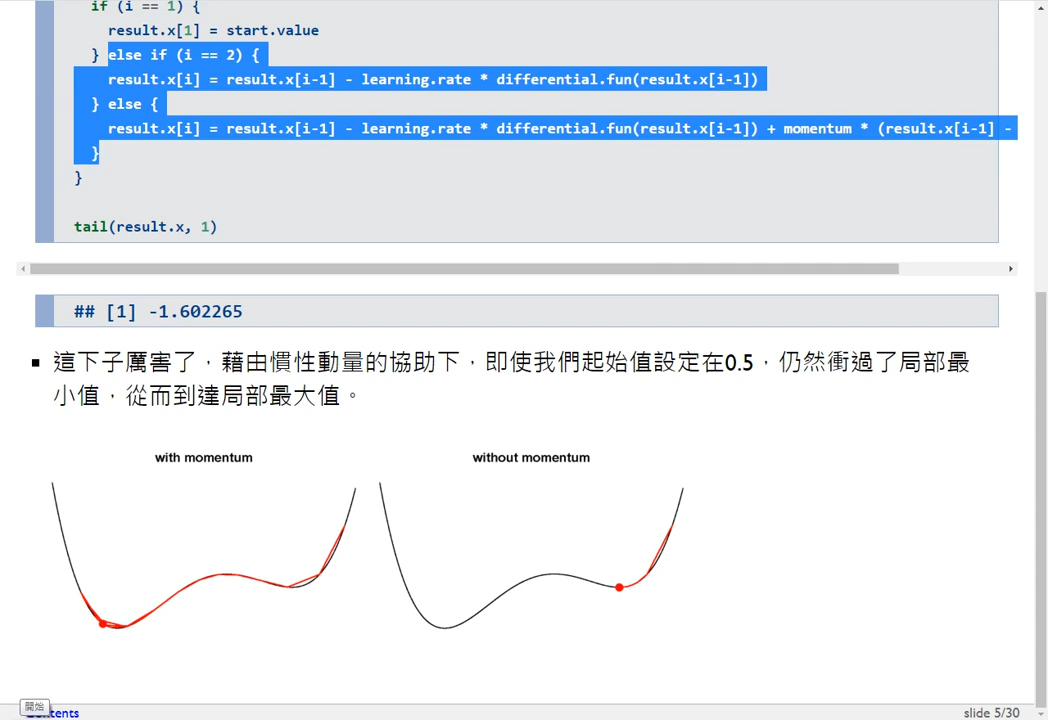 if (i == 1) {
result.x[1] = start.value
} else if (i == 2) {
result.x[i] = result.x[i-1] - learning.rate * differential.fun(result.x[i-1])
} else {
result.x[i] = result.x[i-1] - learning.rate * differential.fun(result.x[i-1]) + momentum * (result.x[i-1] -
}
}
tail(result.x, 1)
## [1] -1.602265
這下子厲害了，藉由慣性動量的協助下，即使我們起始值設定在0.5，仍然衝過了局部最
小值，從而到達局部最大值。
with momentum
without momentum
開始
slide 5/30